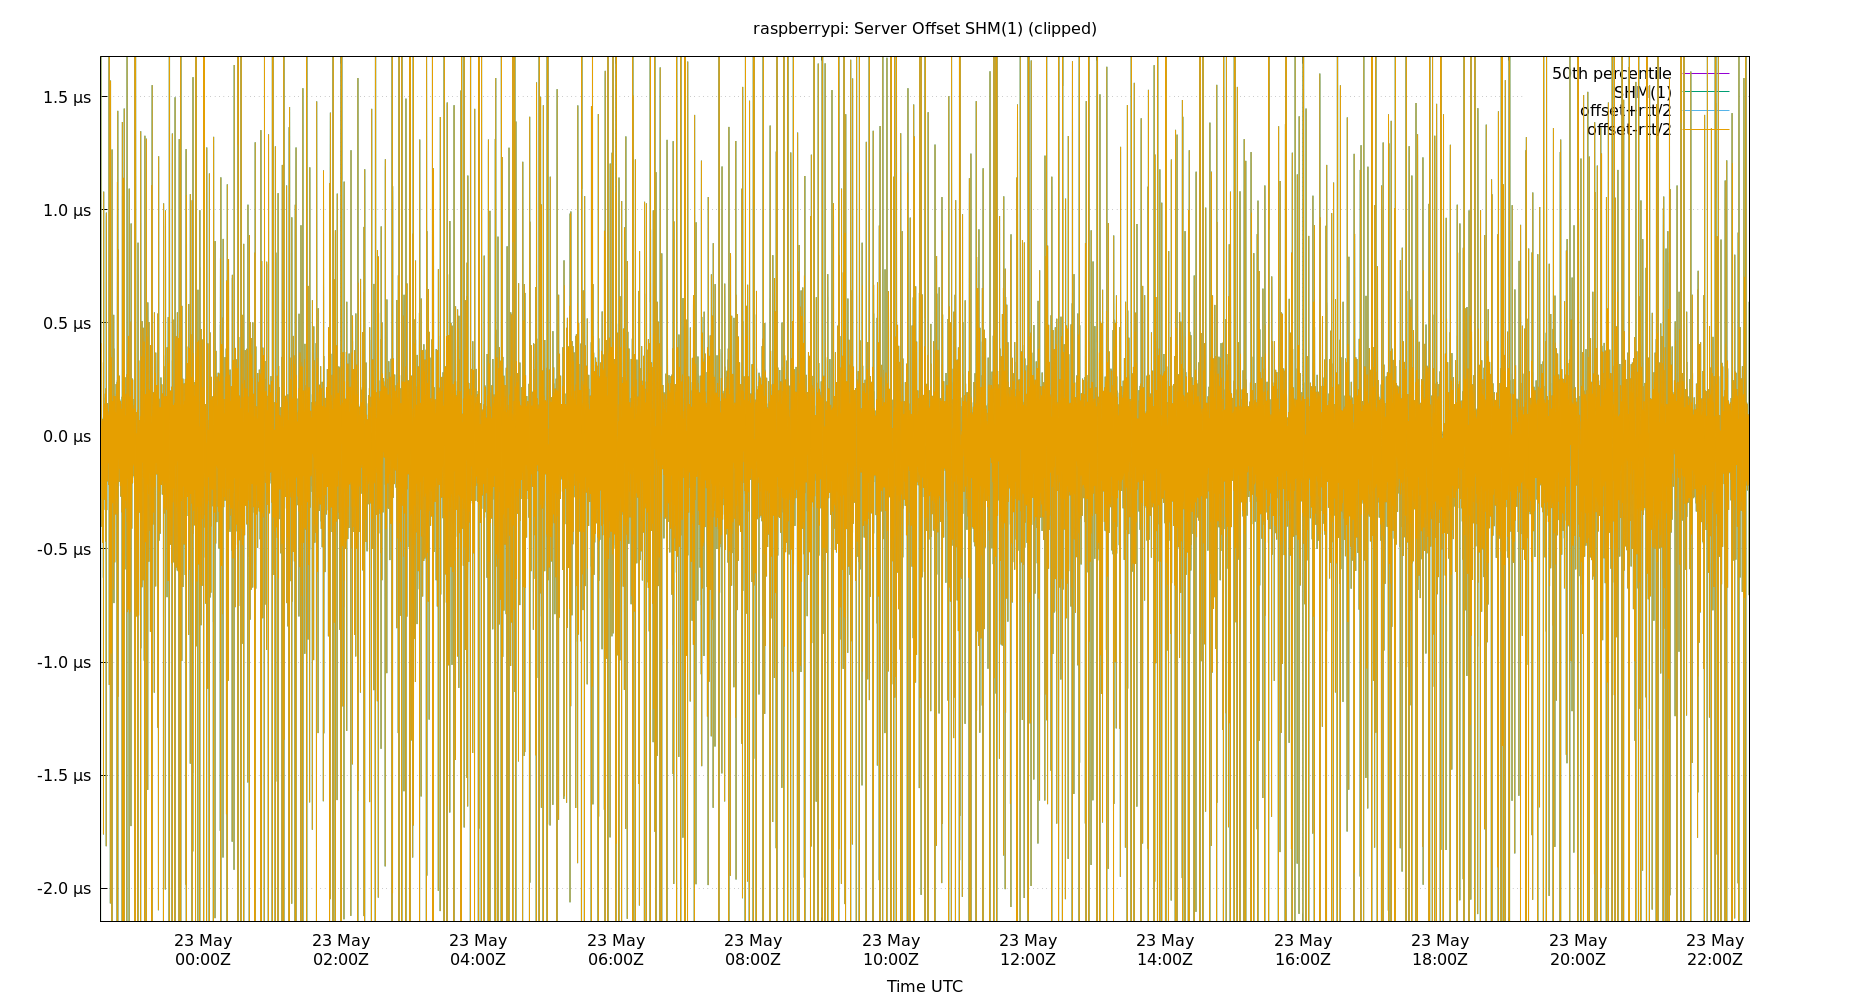 raspberrypi: Server Offset SHM(1) (clipped)
50th percentile
SHM(1)
offset+rtt/2
offset-rtt/2
1.5 µs
1.0 µs
0.5 µs
0.0 µs
-0.5 µs
-1.0 µs
-1.5 µs
-2.0 µs
23 May 23 May 23 May 23 May 23 May 23 May 23 May 23 May 23 May 23 May 23 May 23 May
00:00Z 02:00Z 04:00Z 06:00Z 08:00Z 10:00Z 12:00Z 14:00Z 16:00Z 18:00Z 20:00Z 22:00Z
Time UTC